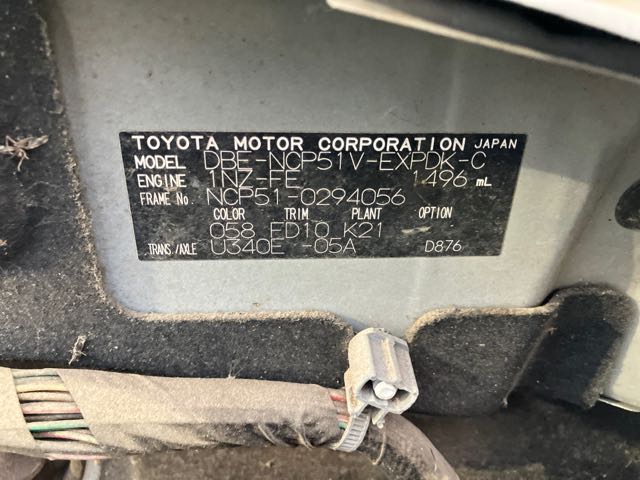 TOYOTA MOTOR CORPORATION JAPAN
MODEL DBE-NCP51V-EXPDK-C
ENGINE 1NZ-FE 1496 mL
FRAME No. NCP51-0294056
COLOR TRIM PLANT OPTION
058 FD10 K21
TRANS./AXLE U340E -05A D876